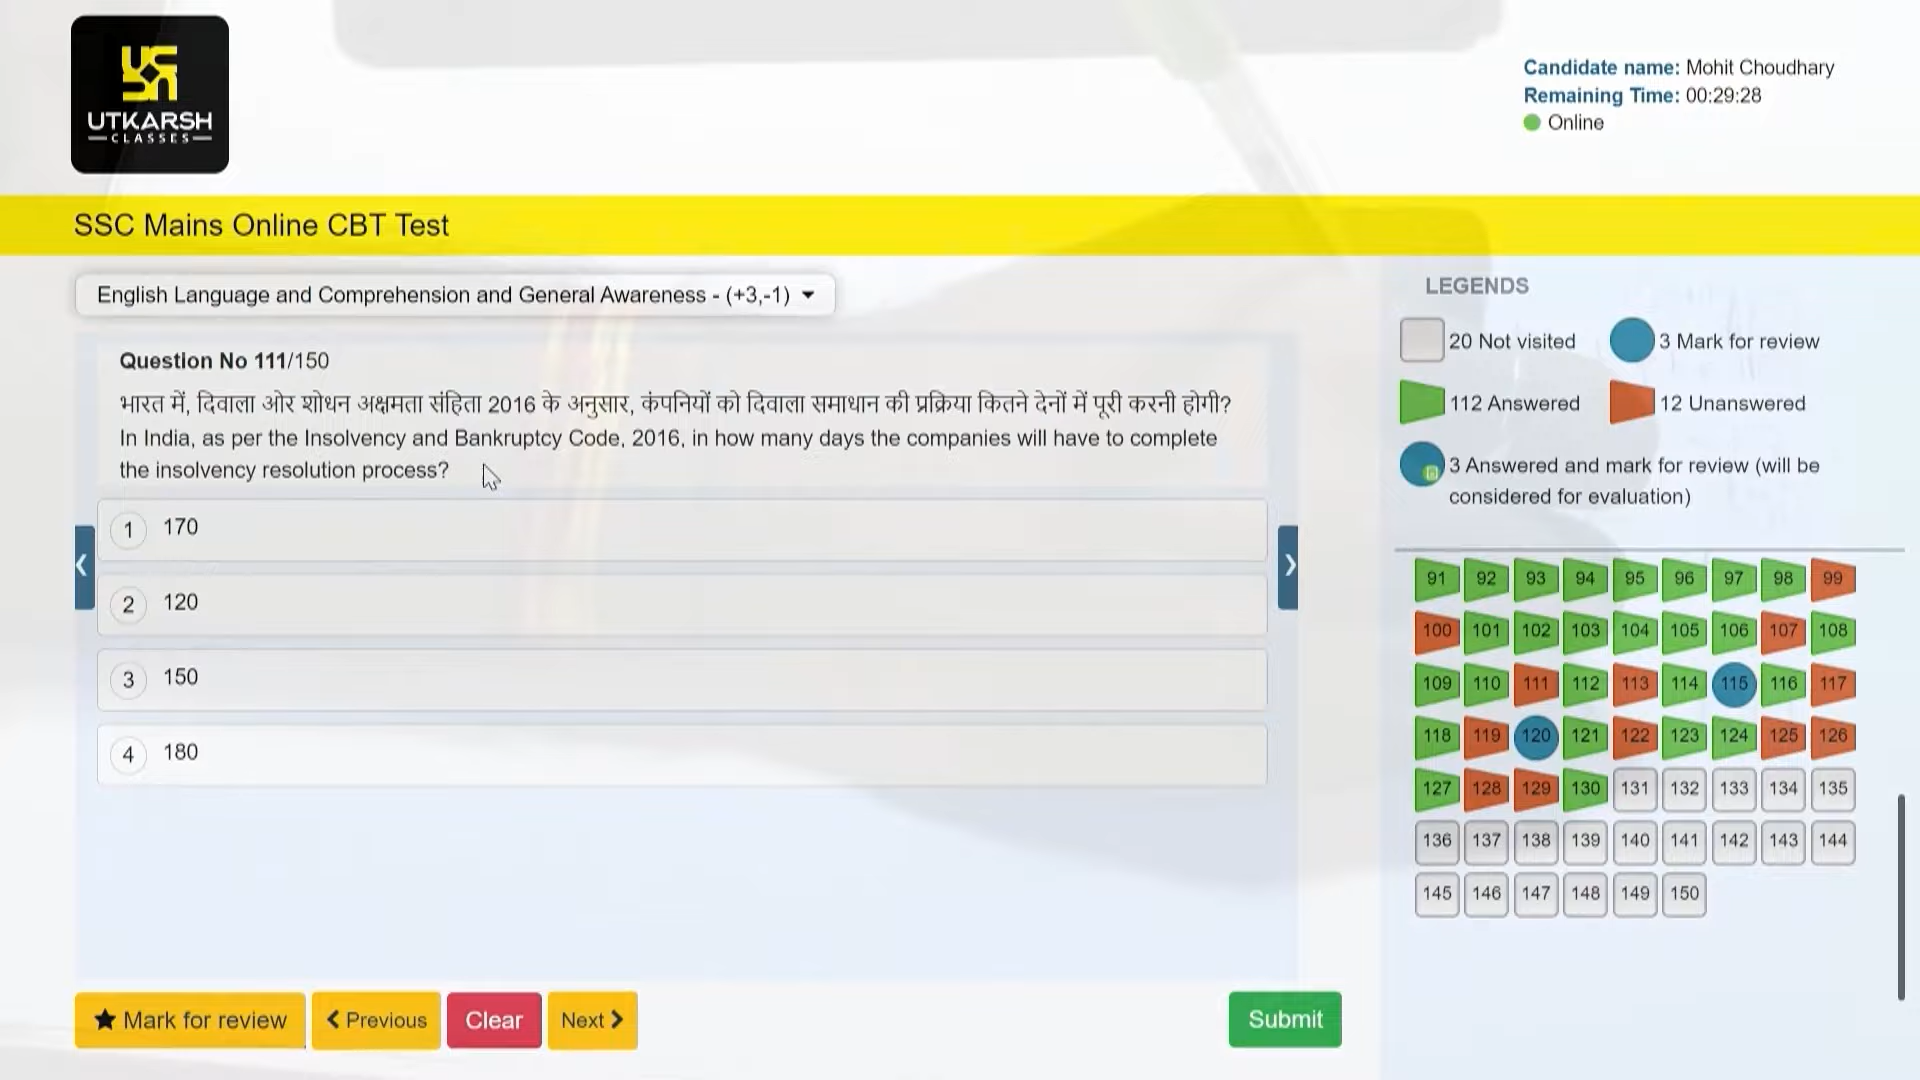 UTKARSH
CLASSES
Candidate name: Mohit Choudhary
Remaining Time: 00:29:28
Online
SSC Mains Online CBT Test
English Language and Comprehension and General Awareness - (+3,-1)
LEGENDS
20 Not visited
3 Mark for review
112 Answered
12 Unanswered
3 Answered and mark for review (will be
considered for evaluation)
Question No 111/150
भारत में, दिवाला ओर शोधन अक्षमता संहिता 2016 के अनुसार, कंपनियों को दिवाला समाधान की प्रक्रिया कितने देनों में पूरी करनी होगी?
In India, as per the Insolvency and Bankruptcy Code, 2016, in how many days the companies will have to complete
the insolvency resolution process?
1 170
2 120
3 150
4 180
91 92 93 94 95 96 97 98 99
100 101 102 103 104 105 106 107 108
109 110 111 112 113 114 115 116 117
118 119 120 121 122 123 124 125 126
127 128 129 130 131 132 133 134 135
136 137 138 139 140 141 142 143 144
145 146 147 148 149 150
Mark for review
Previous
Clear
Next
Submit